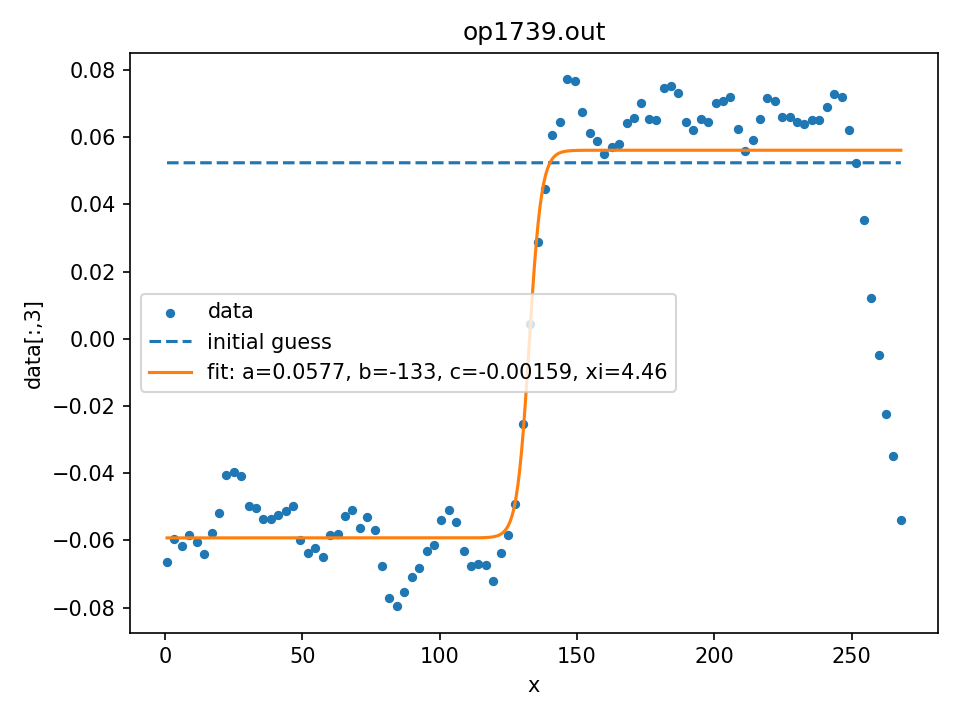 op1739.out
0.08
0.06
0.04
0.02
0.00
−0.02
−0.04
−0.06
−0.08
data[:,3]
data
initial guess
fit: a=0.0577, b=-133, c=-0.00159, xi=4.46
0 50 100 150 200 250
x